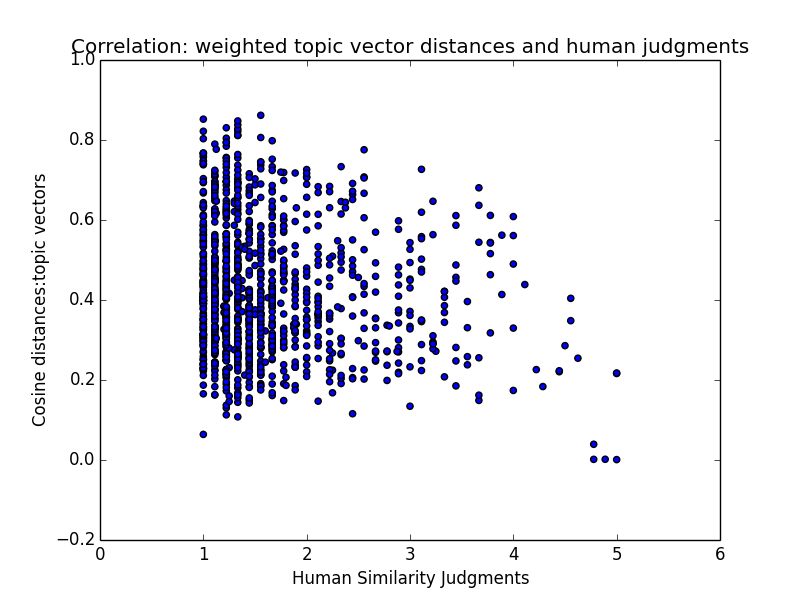 Correlation: weighted topic vector distances and human judgments
1.0
0.8
0.6
0.4
0.2
0.0
−0.2
Cosine distances:topic vectors
0 1 2 3 4 5 6
Human Similarity Judgments